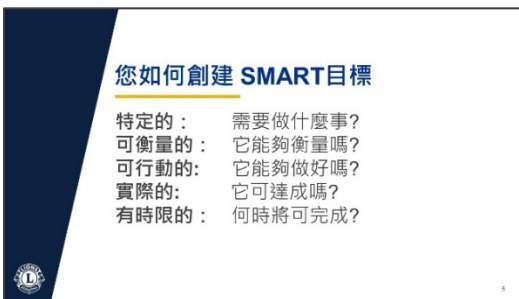 您如何創建 SMART目標
特定的： 需要做什麼事?
可衡量的： 它能夠衡量嗎?
可行動的: 它能夠做好嗎?
實際的: 它可達成嗎?
有時限的： 何時將可完成?
L
5